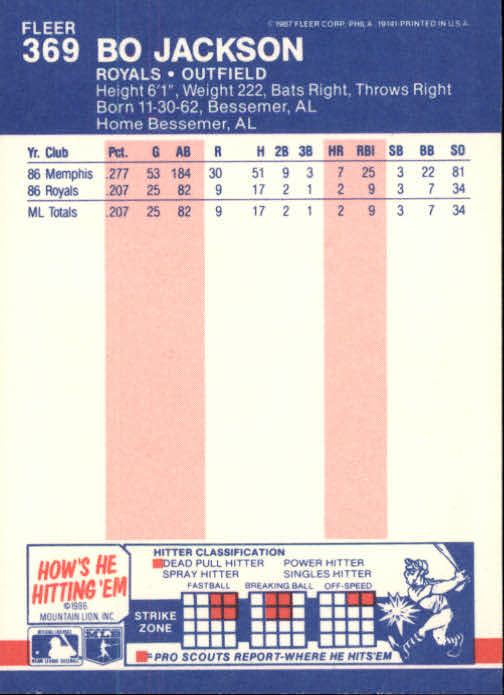 FLEER
369 BO JACKSON
© 1987 FLEER CORP., PHILA., 19141 PRINTED IN U.S.A.
ROYALS • OUTFIELD
Height 6'1", Weight 222, Bats Right, Throws Right
Born 11-30-62, Bessemer, AL
Home Bessemer, AL
Yr. Club Pct. G AB R H 2B 3B HR RBI SB BB SO
86 Memphis .277 53 184 30 51 9 3 7 25 3 22 81
86 Royals .207 25 82 9 17 2 1 2 9 3 7 34
ML Totals .207 25 82 9 17 2 1 2 9 3 7 34
HOW'S HE
HITTING 'EM
©1986
MOUNTAIN LION, INC.
HITTER CLASSIFICATION
DEAD PULL HITTER POWER HITTER
SPRAY HITTER SINGLES HITTER
FASTBALL BREAKING BALL OFF-SPEED
STRIKE
ZONE
= PRO SCOUTS REPORT-WHERE HE HITS 'EM